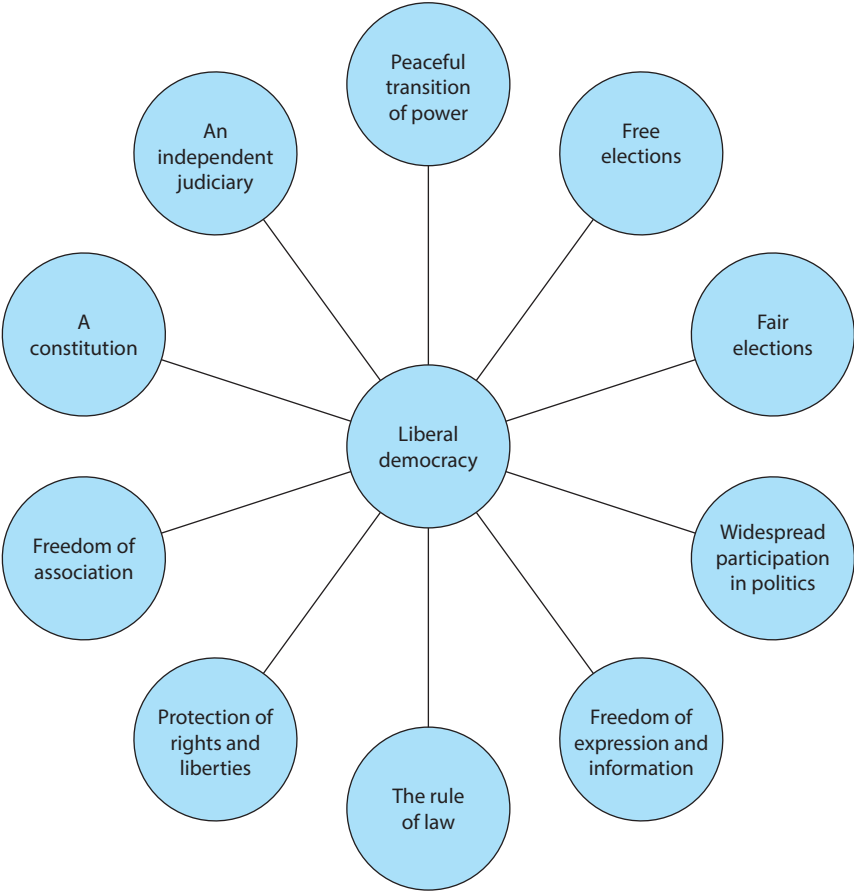 Peaceful
transition
of power
Free
elections
Fair
elections
Widespread
participation
in politics
Freedom of
expression and
information
The rule
of law
Protection of
rights and
liberties
Freedom of
association
A
constitution
An
independent
judiciary
Liberal
democracy